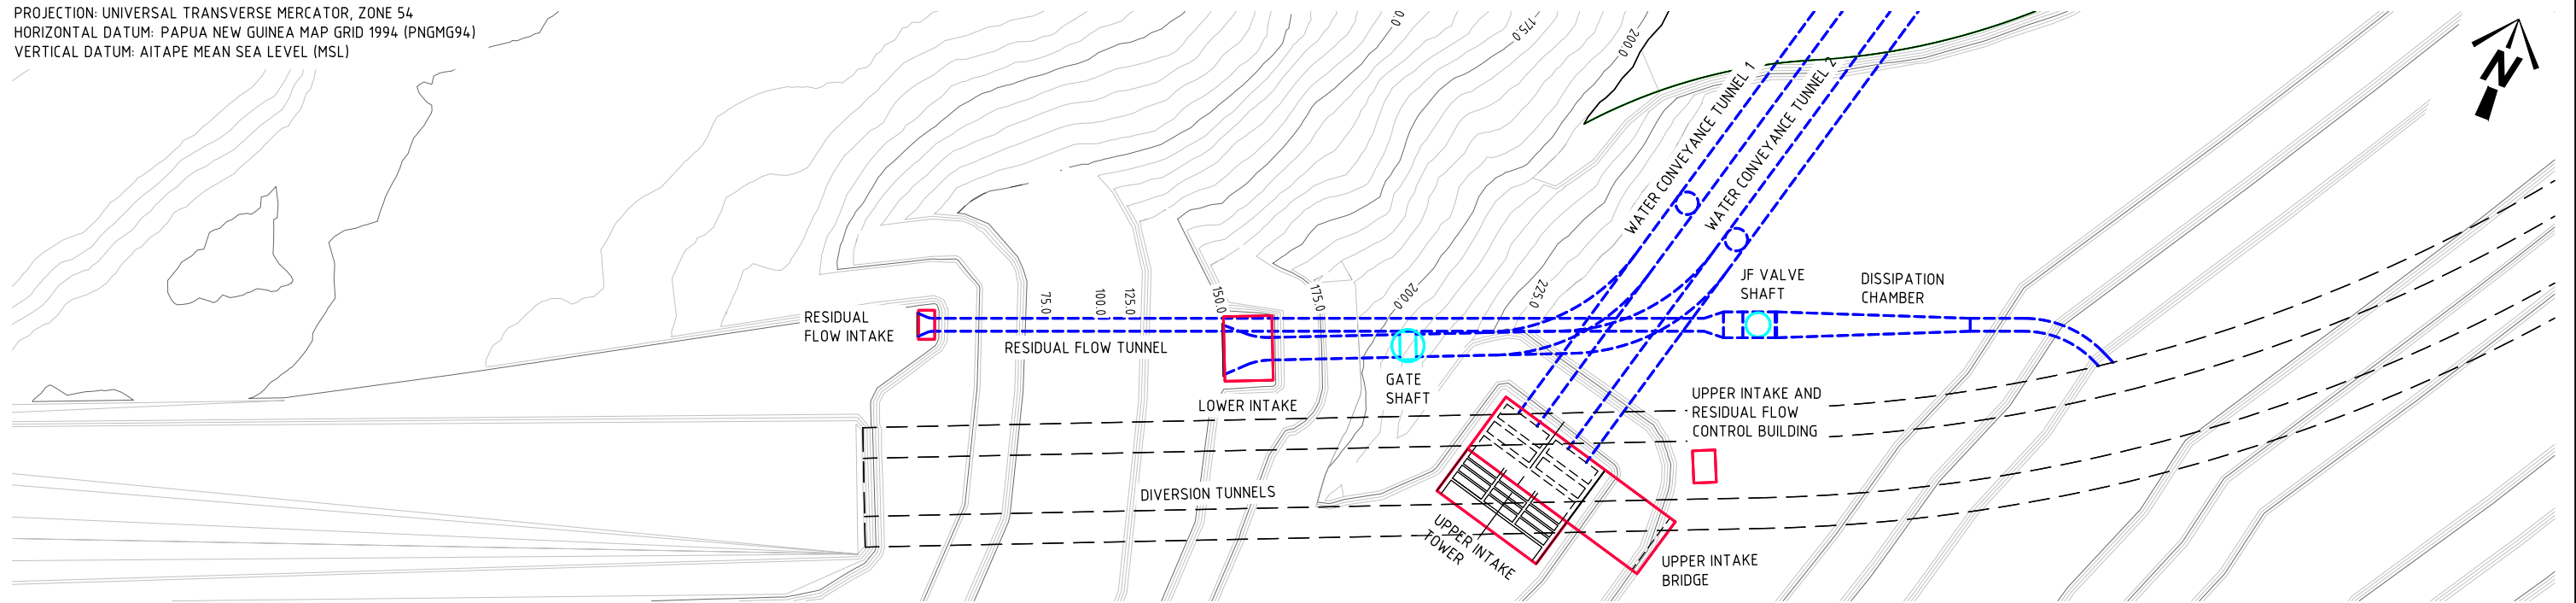 PROJECTION: UNIVERSAL TRANSVERSE MERCATOR, ZONE 54
HORIZONTAL DATUM: PAPUA NEW GUINEA MAP GRID 1994 (PNGMG94)
VERTICAL DATUM: AITAPE MEAN SEA LEVEL (MSL)
0.0
175.0
200.0
N
WATER CONVEYANCE TUNNEL 1
WATER CONVEYANCE TUNNEL 2
RESIDUAL
FLOW INTAKE
75.0
100.0
125.0
150.0
175.0
200.0
225.0
JF VALVE
SHAFT
DISSIPATION
CHAMBER
RESIDUAL FLOW TUNNEL
LOWER INTAKE
GATE
SHAFT
UPPER INTAKE AND
RESIDUAL FLOW
CONTROL BUILDING
DIVERSION TUNNELS
UPPER INTAKE
TOWER
UPPER INTAKE
BRIDGE